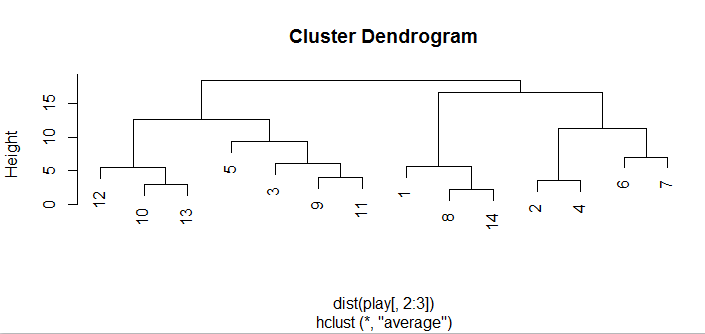 Cluster Dendrogram
Height
0 5 10 15
12
10
13
5
3
9
11
1
8
14
2
4
6
7
dist(play[, 2:3])
hclust (*, "average")